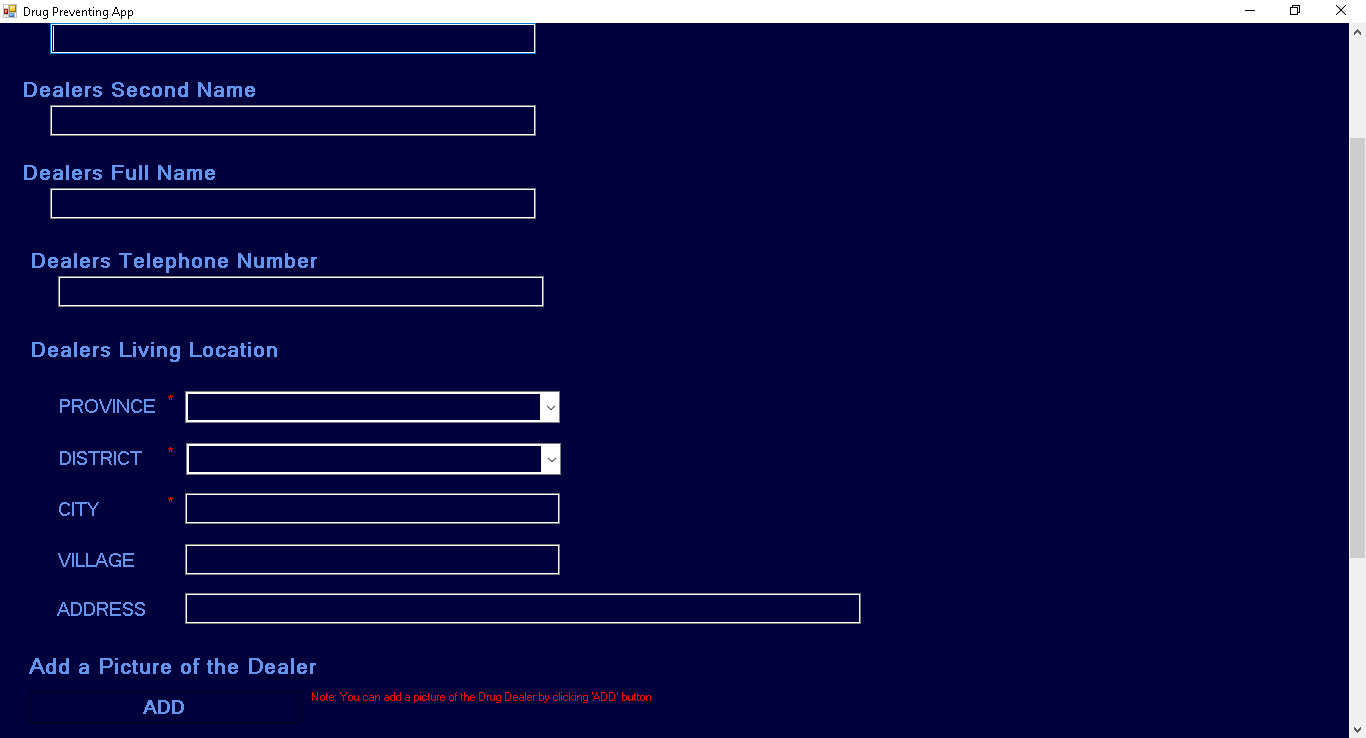 Drug Preventing App
Dealers Second Name
Dealers Full Name
Dealers Telephone Number
Dealers Living Location
PROVINCE *
DISTRICT *
CITY *
VILLAGE
ADDRESS
Add a Picture of the Dealer
ADD
Note: You can add a picture of the Drug Dealer by clicking 'ADD' button